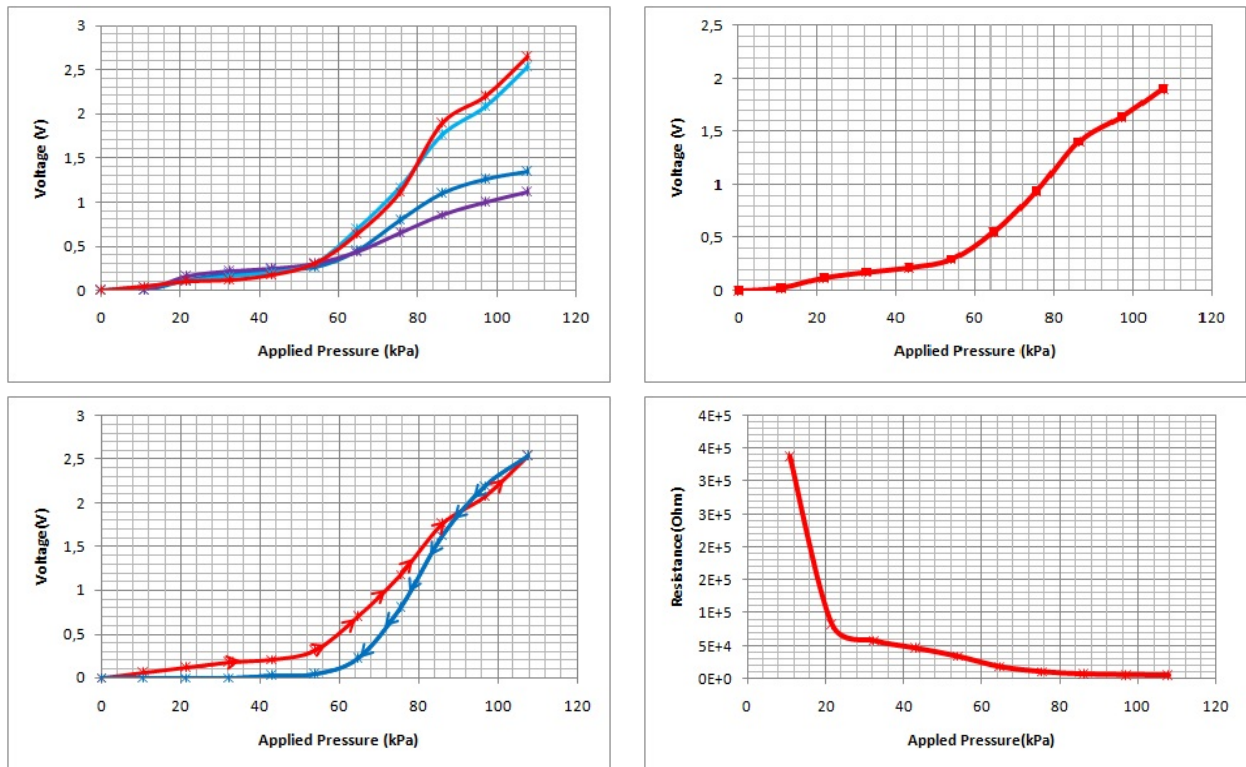 3
2,5
2
1,5
1
0,5
0
Voltage (V)
0 20 40 60 80 100 120
Applied Pressure (kPa)
2,5
2
1,5
1
0,5
0
Voltage (V)
0 20 40 60 80 100 120
Applied Pressure (kPa)
3
2,5
2
1,5
1
0,5
0
Voltage(V)
0 20 40 60 80 100 120
Applied Pressure (kPa)
4E+5
4E+5
3E+5
3E+5
2E+5
2E+5
1E+5
1E+5
5E+4
0E+0
Resistance(Ohm)
0 20 40 60 80 100 120
Appled Pressure(kPa)